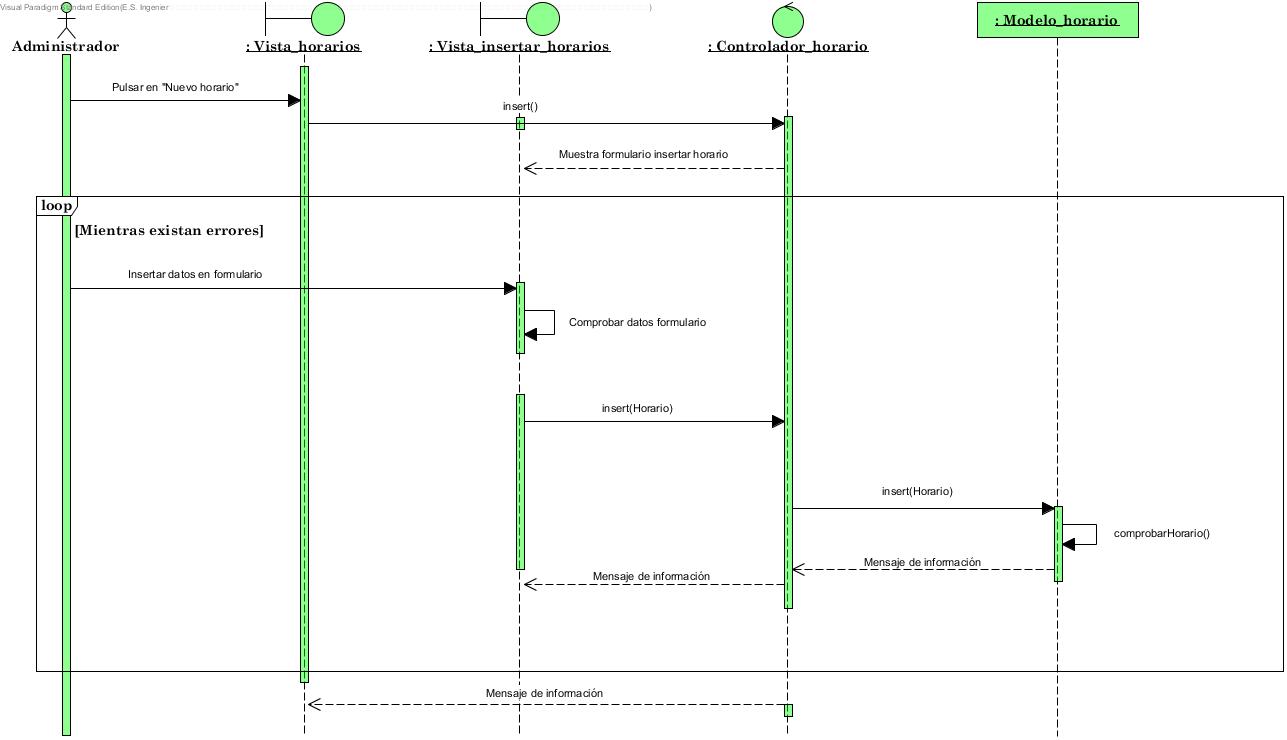 Visual Paradigm Standard Edition(E.S. Ingenier )
Administrador
: Vista_horarios
: Vista_insertar_horarios
: Controlador_horario
: Modelo_horario
Pulsar en "Nuevo horario"
insert()
Muestra formulario insertar horario
loop
[Mientras existan errores]
Insertar datos en formulario
Comprobar datos formulario
insert(Horario)
insert(Horario)
comprobarHorario()
Mensaje de información
Mensaje de información
Mensaje de información